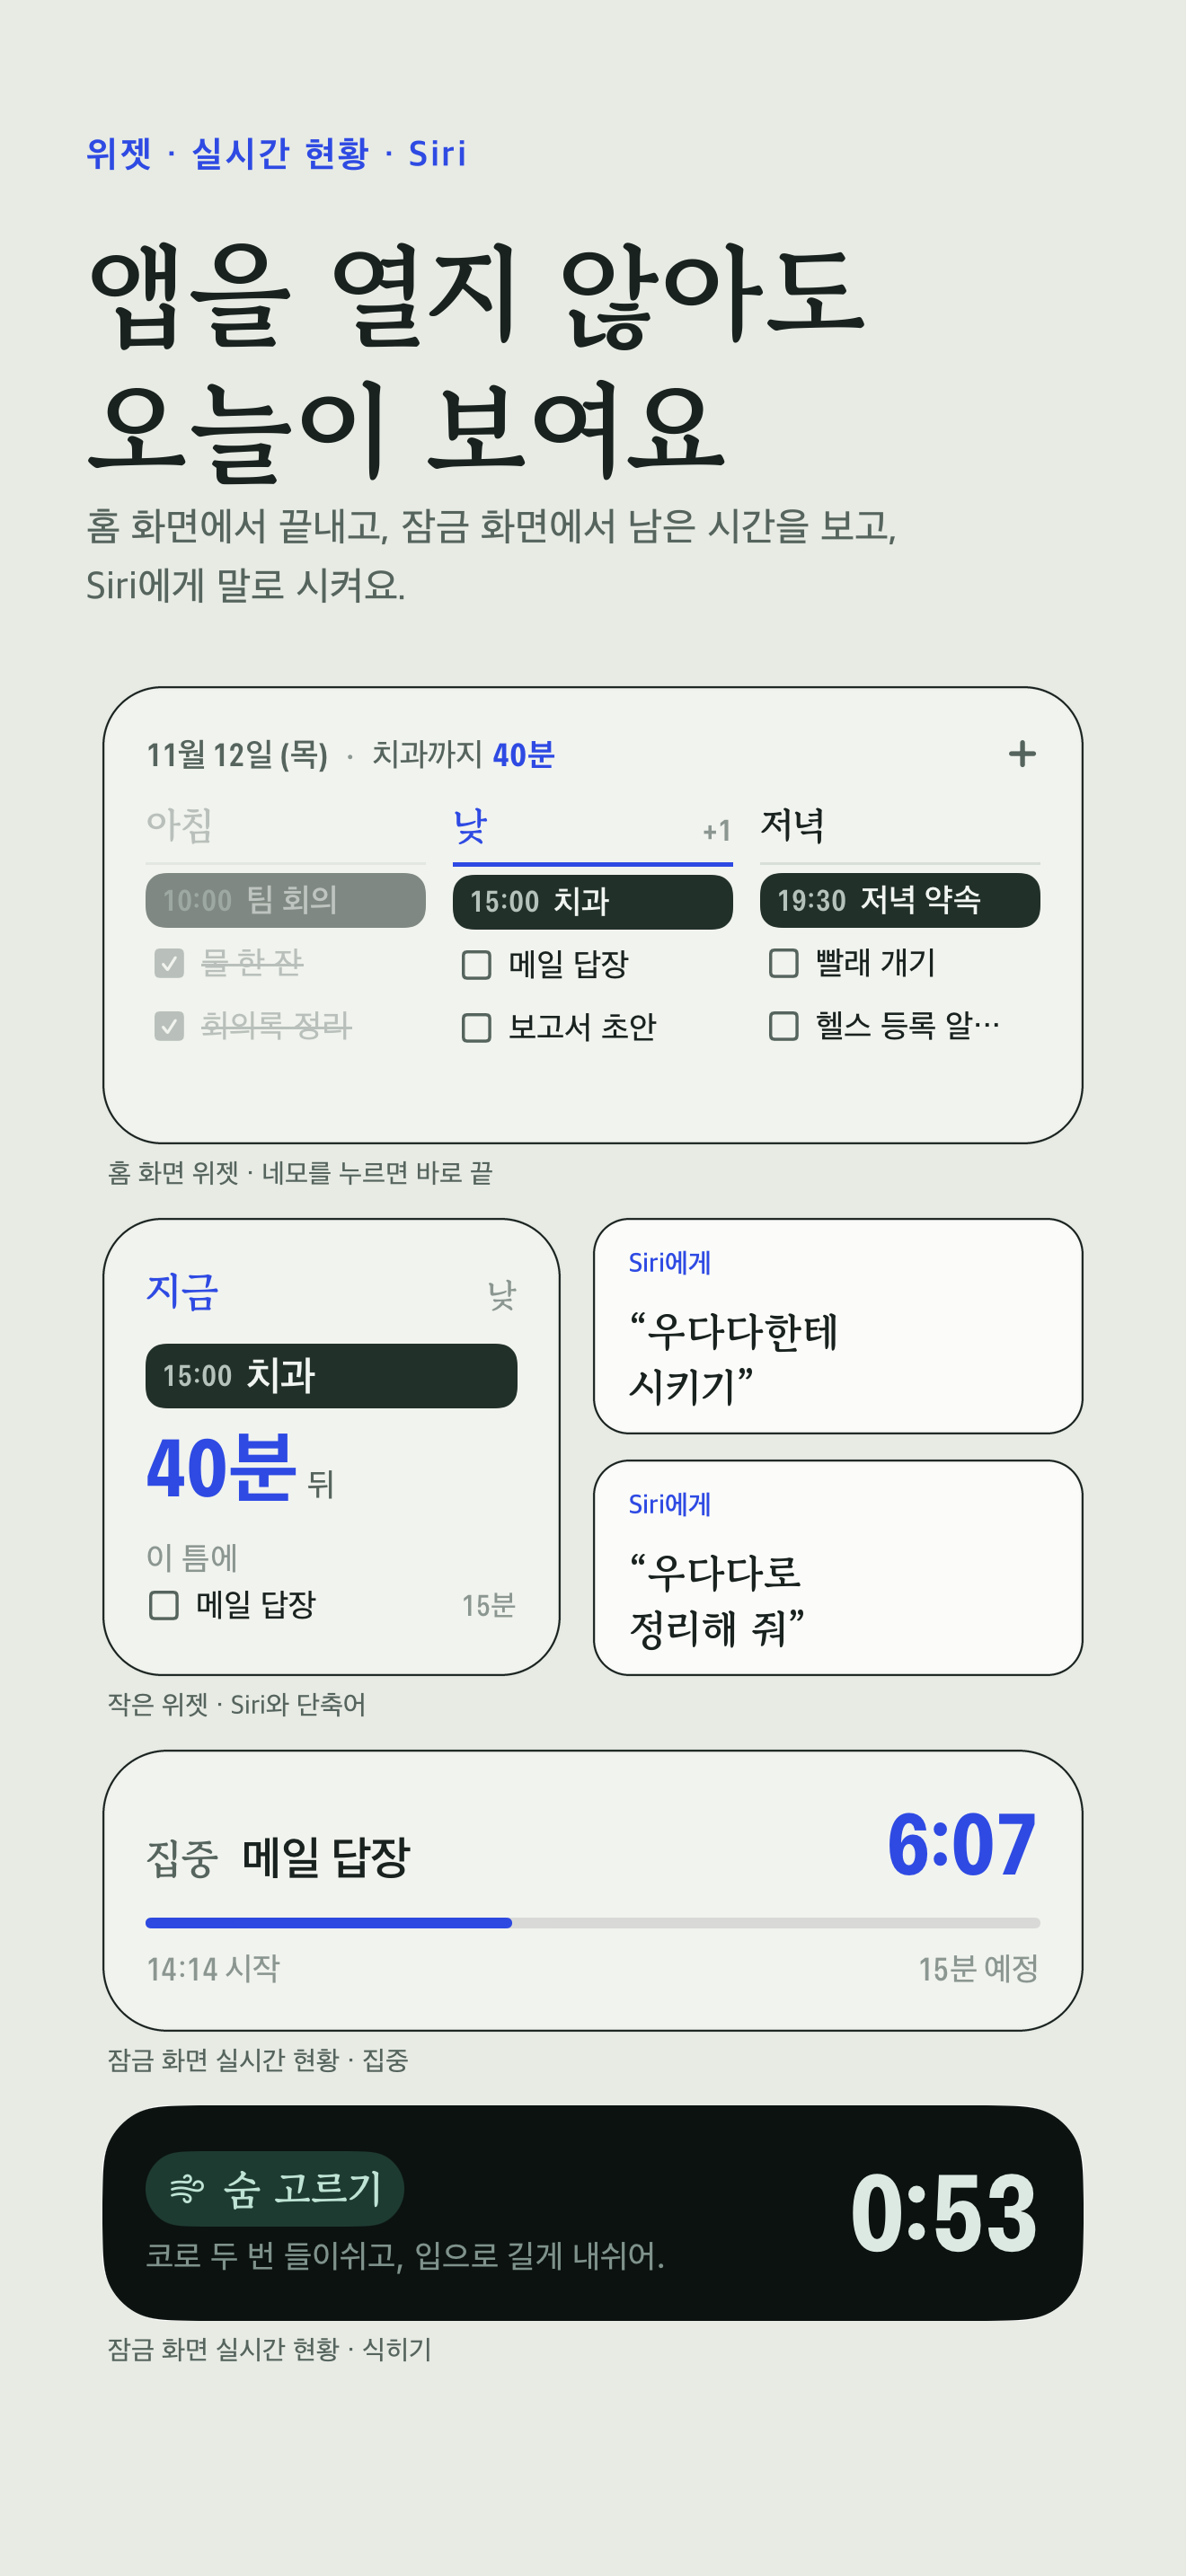 위젯 · 실시간 현황 · Siri
앱을 열지 않아도
오늘이 보여요
홈 화면에서 끝내고, 잠금 화면에서 남은 시간을 보고,
Siri에게 말로 시켜요.
11월 12일 (목) · 치과까지 40분 +
아침
10:00 팀 회의
물 한 잔
회의록 정리
낮 +1
15:00 치과
메일 답장
보고서 초안
저녁
19:30 저녁 약속
빨래 개기
헬스 등록 알…
홈 화면 위젯 · 네모를 누르면 바로 끝
지금 낮
15:00 치과
40분 뒤
이 틈에
메일 답장 15분
Siri에게
“우다다한테
시키기”
Siri에게
“우다다로
정리해 줘”
작은 위젯 · Siri와 단축어
집중 메일 답장 6:07
14:14 시작 15분 예정
잠금 화면 실시간 현황 · 집중
숨 고르기
코로 두 번 들이쉬고, 입으로 길게 내쉬어.
0:53
잠금 화면 실시간 현황 · 식히기